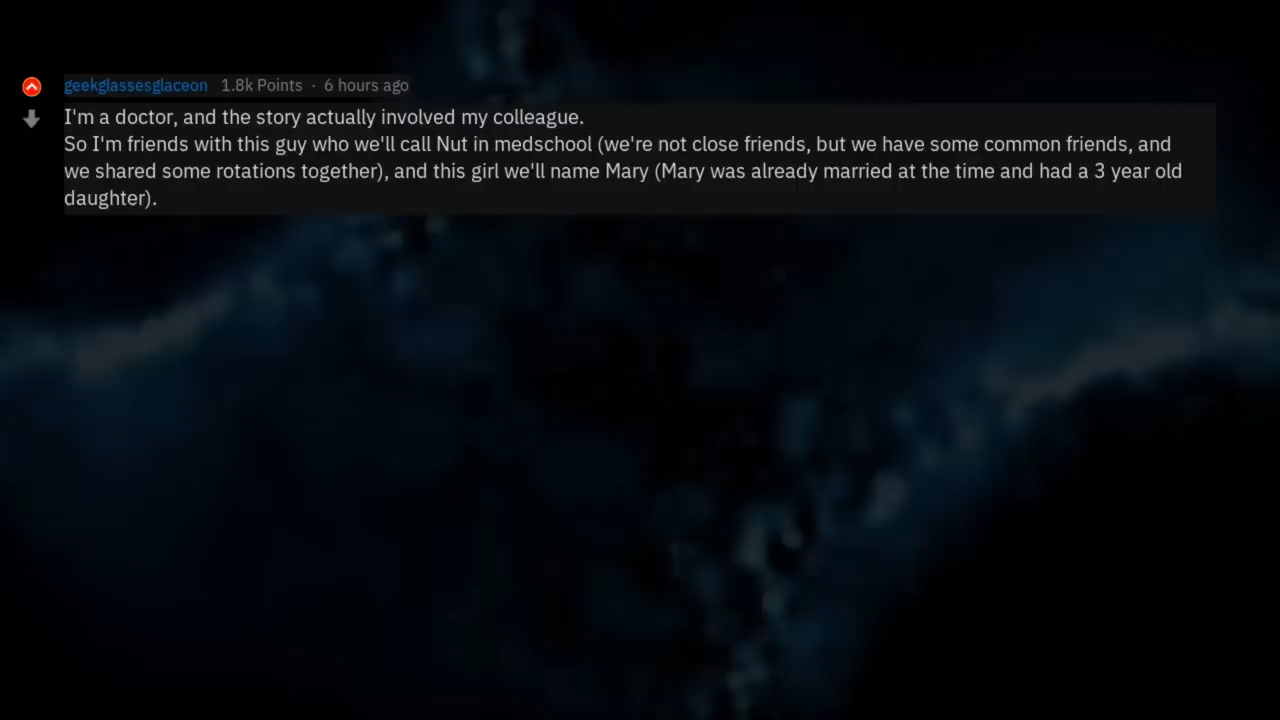 geekglassesglaceon 1.8k Points · 6 hours ago
I'm a doctor, and the story actually involved my colleague.
So I'm friends with this guy who we'll call Nut in medschool (we're not close friends, but we have some common friends, and
we shared some rotations together), and this girl we'll name Mary (Mary was already married at the time and had a 3 year old
daughter).